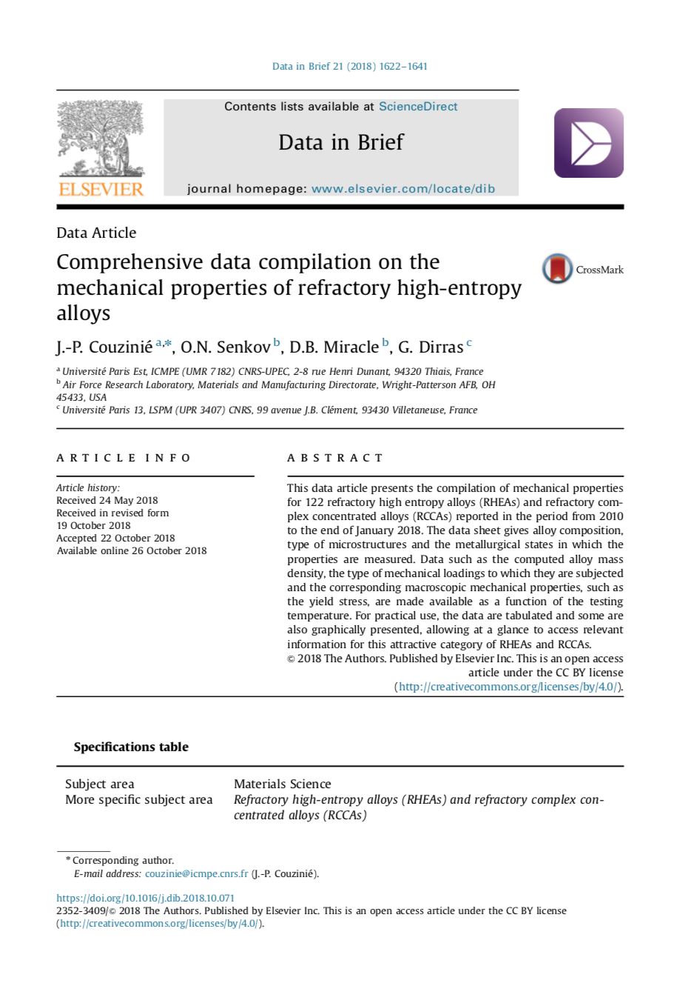 Data in Brief 21 (2018) 1622–1641
Contents lists available at ScienceDirect
Data in Brief
journal homepage: www.elsevier.com/locate/dib
ELSEVIER
Data Article
Comprehensive data compilation on the
mechanical properties of refractory high-entropy
alloys
CrossMark
J.-P. Couzinié a,*, O.N. Senkov b, D.B. Miracle b, G. Dirras c
a Université Paris Est, ICMPE (UMR 7182) CNRS-UPEC, 2-8 rue Henri Dunant, 94320 Thiais, France
b Air Force Research Laboratory, Materials and Manufacturing Directorate, Wright-Patterson AFB, OH
45433, USA
c Université Paris 13, LSPM (UPR 3407) CNRS, 99 avenue J.B. Clément, 93430 Villetaneuse, France
ARTICLE INFO
Article history:
Received 24 May 2018
Received in revised form
19 October 2018
Accepted 22 October 2018
Available online 26 October 2018
ABSTRACT
This data article presents the compilation of mechanical properties
for 122 refractory high entropy alloys (RHEAs) and refractory com-
plex concentrated alloys (RCCAs) reported in the period from 2010
to the end of January 2018. The data sheet gives alloy composition,
type of microstructures and the metallurgical states in which the
properties are measured. Data such as the computed alloy mass
density, the type of mechanical loadings to which they are subjected
and the corresponding macroscopic mechanical properties, such as
the yield stress, are made available as a function of the testing
temperature. For practical use, the data are tabulated and some are
also graphically presented, allowing at a glance to access relevant
information for this attractive category of RHEAs and RCCAs.
© 2018 The Authors. Published by Elsevier Inc. This is an open access
article under the CC BY license
(http://creativecommons.org/licenses/by/4.0/).
Specifications table
Subject area Materials Science
More specific subject area Refractory high-entropy alloys (RHEAs) and refractory complex con-
centrated alloys (RCCAs)
* Corresponding author.
E-mail address: couzinie@icmpe.cnrs.fr (J.-P. Couzinié).
https://doi.org/10.1016/j.dib.2018.10.071
2352-3409/© 2018 The Authors. Published by Elsevier Inc. This is an open access article under the CC BY license
(http://creativecommons.org/licenses/by/4.0/).